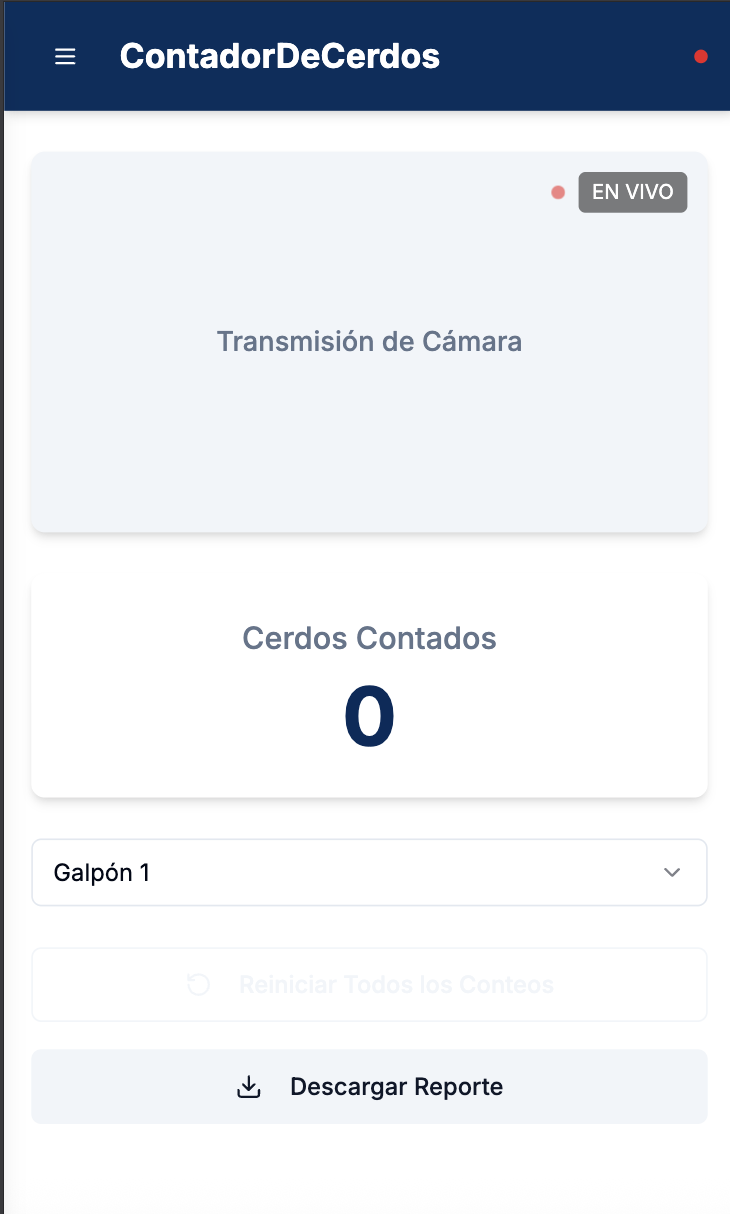 ContadorDeCerdos
EN VIVO
Transmisión de Cámara
Cerdos Contados
0
Galpón 1
Reiniciar Todos los Conteos
Descargar Reporte